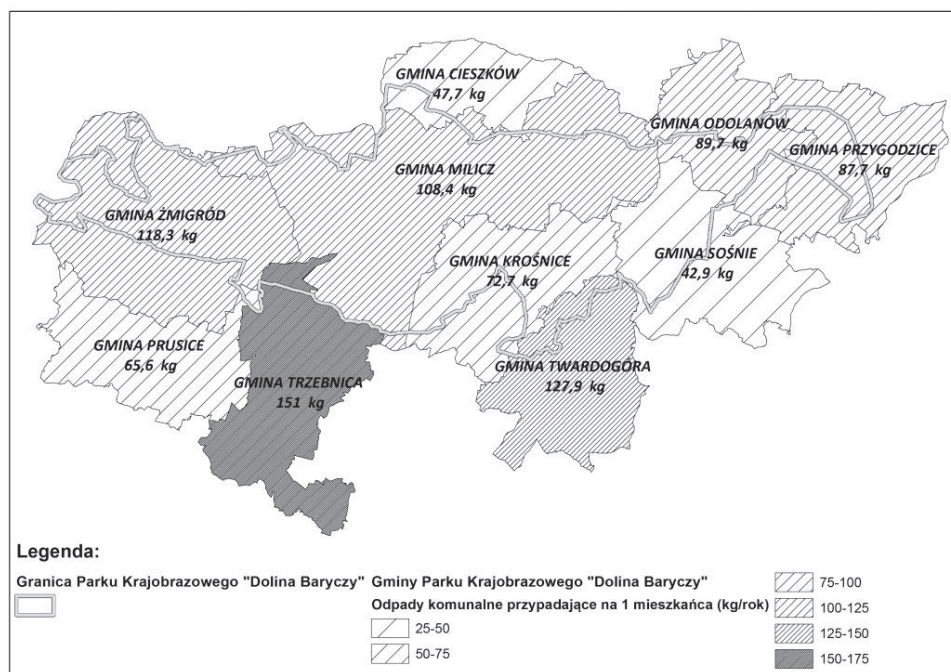 GMINA CIESZKÓW
47,7 kg
GMINA ODOLANÓW
89,7 kg
GMINA PRZYGODZICE
87,7 kg
GMINA MILICZ
108,4 kg
GMINA ŻMIGRÓD
118,3 kg
GMINA KROŚNICE
72,7 kg
GMINA SOŚNIE
42,9 kg
GMINA PRUSICE
65,6 kg
GMINA TRZEBNICA
151 kg
GMINA TWARDOGÓRA
127,9 kg
Legenda:
Granica Parku Krajobrazowego "Dolina Baryczy"
Gminy Parku Krajobrazowego "Dolina Baryczy"
Odpady komunalne przypadające na 1 mieszkańca (kg/rok)
25-50
50-75
75-100
100-125
125-150
150-175